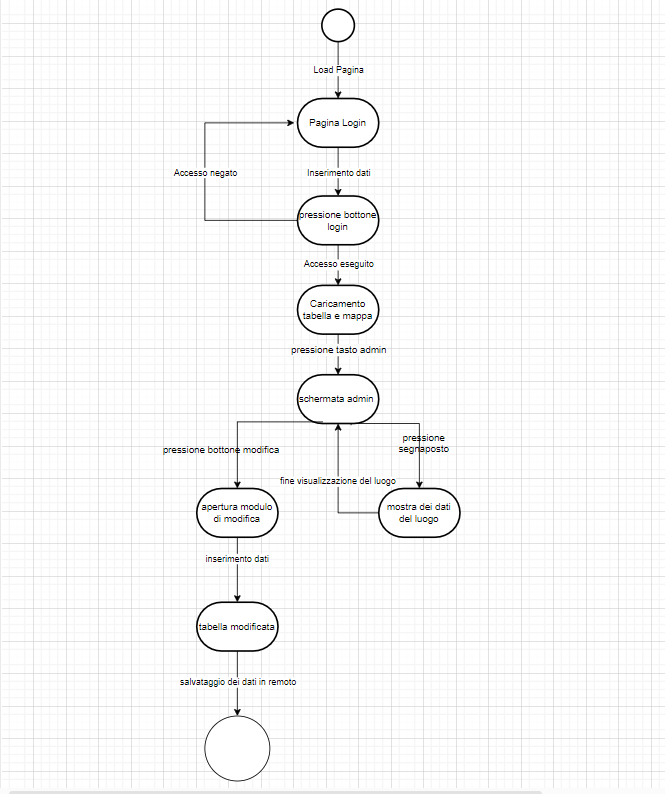 Load Pagina
Pagina Login
Accesso negato
Inserimento dati
pressione bottone
login
Accesso eseguito
Caricamento
tabella e mappa
pressione tasto admin
schermata admin
pressione bottone modifica
pressione
segnaposto
fine visualizzazione del luogo
apertura modulo
di modifica
mostra dei dati
del luogo
inserimento dati
tabella modificata
salvataggio dei dati in remoto